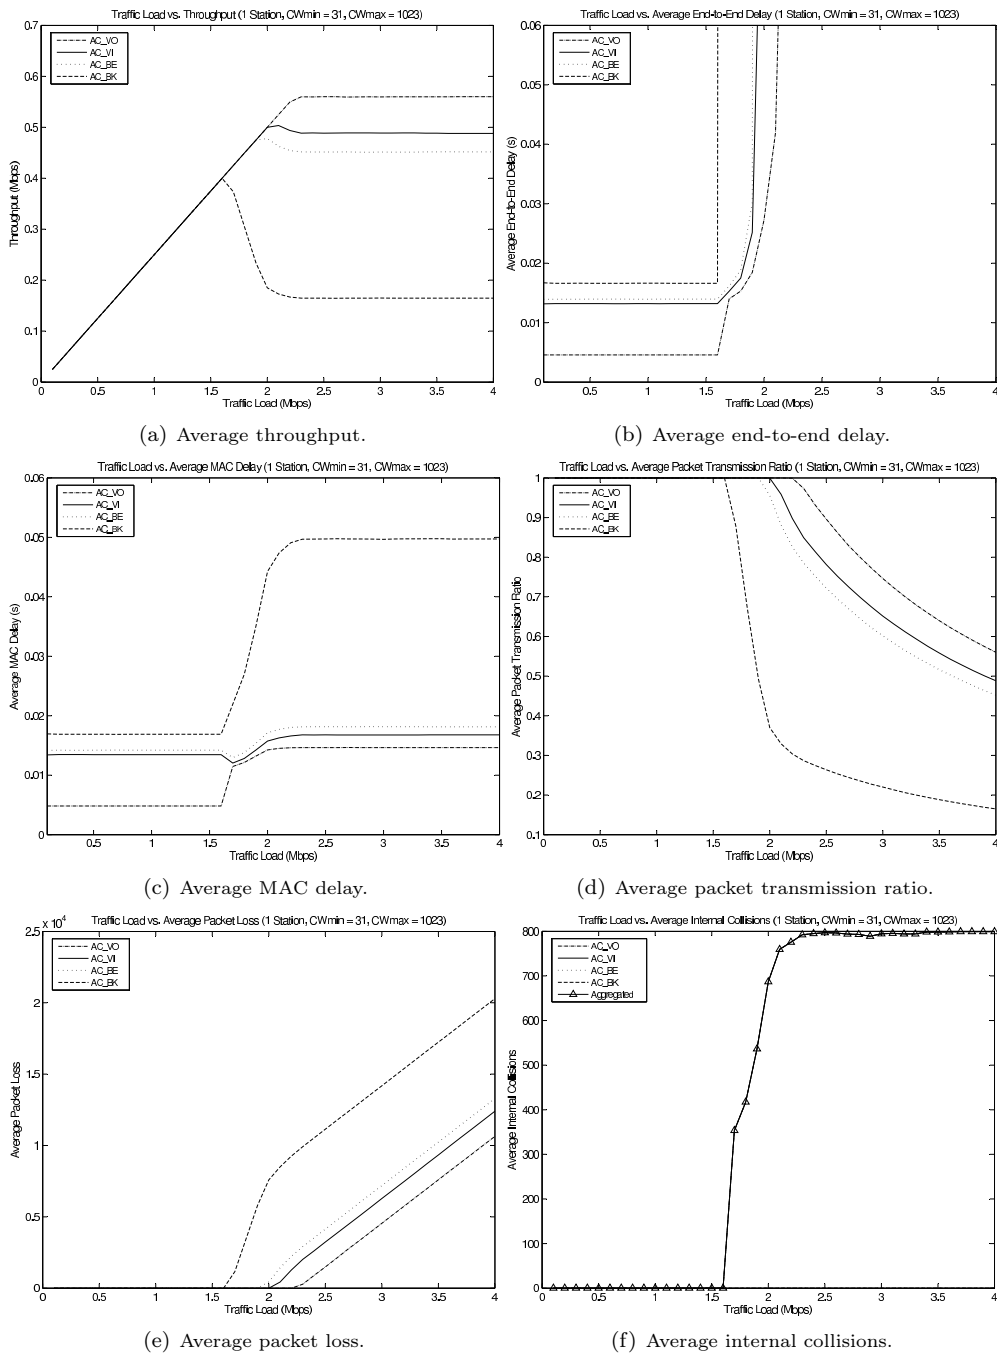 Traffic Load vs. Throughput (1 Station, CWmin = 31, CWmax = 1023)
0.7
0.6
0.5
0.4
0.3
0.2
0.1
0
AC_VO
AC_VI
AC_BE
AC_BK
Throughput (Mbps)
0 0.5 1 1.5 2 2.5 3 3.5 4
Traffic Load (Mbps)
(a) Average throughput.
Traffic Load vs. Average End-to-End Delay (1 Station, CWmin = 31, CWmax = 1023)
0.06
0.05
0.04
0.03
0.02
0.01
0
AC_VO
AC_VI
AC_BE
AC_BK
Average End-to-End Delay (s)
0.5 1 1.5 2 2.5 3 3.5 4
Traffic Load (Mbps)
(b) Average end-to-end delay.
Traffic Load vs. Average MAC Delay (1 Station, CWmin = 31, CWmax = 1023)
0.06
0.05
0.04
0.03
0.02
0.01
0
AC_VO
AC_VI
AC_BE
AC_BK
Average MAC Delay (s)
0.5 1 1.5 2 2.5 3 3.5 4
Traffic Load (Mbps)
(c) Average MAC delay.
Traffic Load vs. Average Packet Transmission Ratio (1 Station, CWmin = 31, CWmax = 1023)
1
0.9
0.8
0.7
0.6
0.5
0.4
0.3
0.2
0.1
AC_VO
AC_VI
AC_BE
AC_BK
Average Packet Transmission Ratio
0 0.5 1 1.5 2 2.5 3 3.5 4
Traffic Load (Mbps)
(d) Average packet transmission ratio.
Traffic Load vs. Average Packet Loss (1 Station, CWmin = 31, CWmax = 1023)
x 10^4
2.5
2
1.5
1
0.5
0
AC_VO
AC_VI
AC_BE
AC_BK
Average Packet Loss
0 0.5 1 1.5 2 2.5 3 3.5 4
Traffic Load (Mbps)
(e) Average packet loss.
Traffic Load vs. Average Internal Collisions (1 Station, CWmin = 31, CWmax = 1023)
800
700
600
500
400
300
200
100
0
AC_VO
AC_VI
AC_BE
AC_BK
Aggregated
Average Internal Collisions
0 0.5 1 1.5 2 2.5 3 3.5 4
Traffic Load (Mbps)
(f) Average internal collisions.